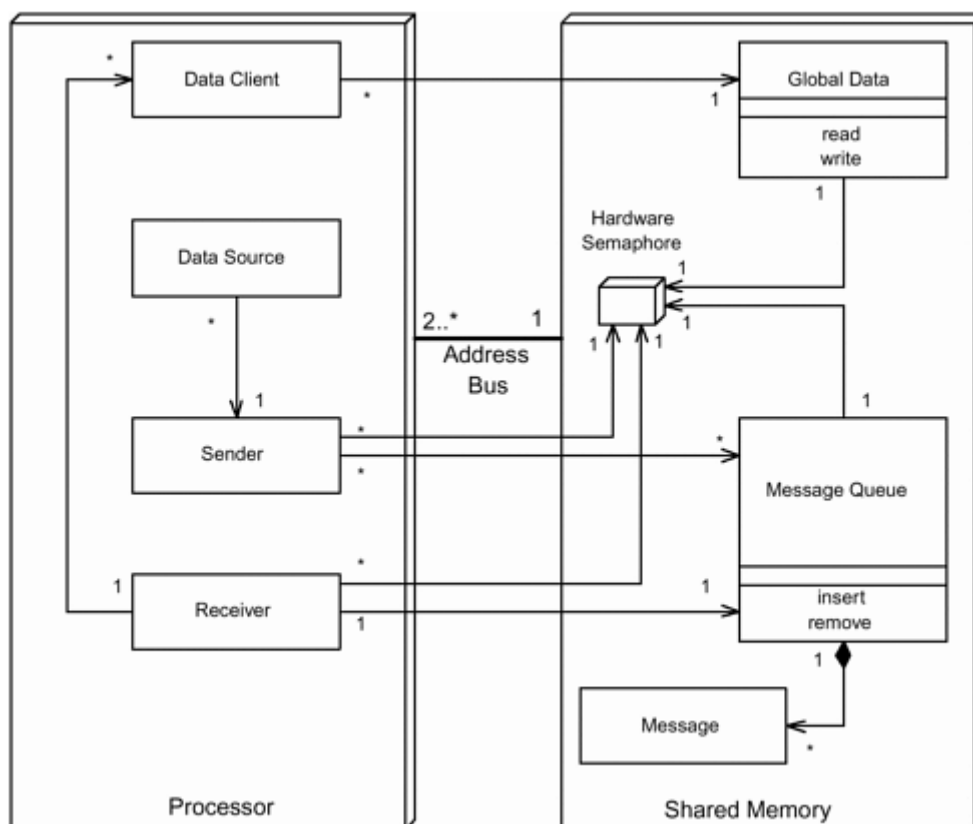 *
Data Client
*
1
Global Data
read
write
1
Hardware
Semaphore
1
1
1
1
Data Source
*
1
2..*
1
Address
Bus
Sender
*
*
*
1
Message Queue
insert
remove
1
*
1
Receiver
1
1
Message
*
Processor
Shared Memory